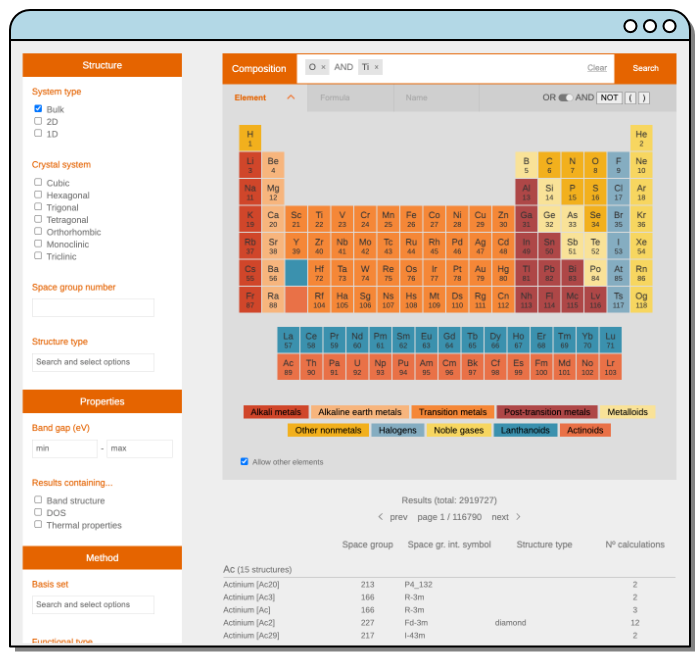 Structure
Composition O × AND Ti × Clear Search
System type
Element Formula Name OR AND NOT ( )
Bulk
2D
1D
Crystal system
Cubic
Hexagonal
Trigonal
Tetragonal
Orthorhombic
Monoclinic
Triclinic
Space group number
Structure type
Search and select options
Properties
Band gap (eV)
min - max
Results containing...
Band structure
DOS
Thermal properties
Method
Basis set
Search and select options
Functional type
H He
1 2
Li Be B C N O F Ne
3 4 5 6 7 8 9 10
Na Mg Al Si P S Cl Ar
11 12 13 14 15 16 17 18
K Ca Sc Ti V Cr Mn Fe Co Ni Cu Zn Ga Ge As Se Br Kr
19 20 21 22 23 24 25 26 27 28 29 30 31 32 33 34 35 36
Rb Sr Y Zr Nb Mo Tc Ru Rh Pd Ag Cd In Sn Sb Te I Xe
37 38 39 40 41 42 43 44 45 46 47 48 49 50 51 52 53 54
Cs Ba Hf Ta W Re Os Ir Pt Au Hg Tl Pb Bi Po At Rn
55 56 72 73 74 75 76 77 78 79 80 81 82 83 84 85 86
Fr Ra Rf Ha Sg Ns Hs Mt Ds Rg Cn Nh Fl Mc Lv Ts Og
87 88 104 105 106 107 108 109 110 111 112 113 114 115 116 117 118
La Ce Pr Nd Pm Sm Eu Gd Tb Dy Ho Er Tm Yb Lu
57 58 59 60 61 62 63 64 65 66 67 68 69 70 71
Ac Th Pa U Np Pu Am Cm Bk Cf Es Fm Md No Lr
89 90 91 92 93 94 95 96 97 98 99 100 101 102 103
Alkali metals Alkaline earth metals Transition metals Post-transition metals Metalloids
Other nonmetals Halogens Noble gases Lanthanoids Actinoids
Allow other elements
Results (total: 2919727)
< prev page 1 / 116790 next >
Space group Space gr. int. symbol Structure type Nº calculations
Ac (15 structures)
Actinium [Ac20] 213 P4_132 2
Actinium [Ac3] 166 R-3m 2
Actinium [Ac] 166 R-3m 3
Actinium [Ac2] 227 Fd-3m diamond 12
Actinium [Ac29] 217 I-43m 2